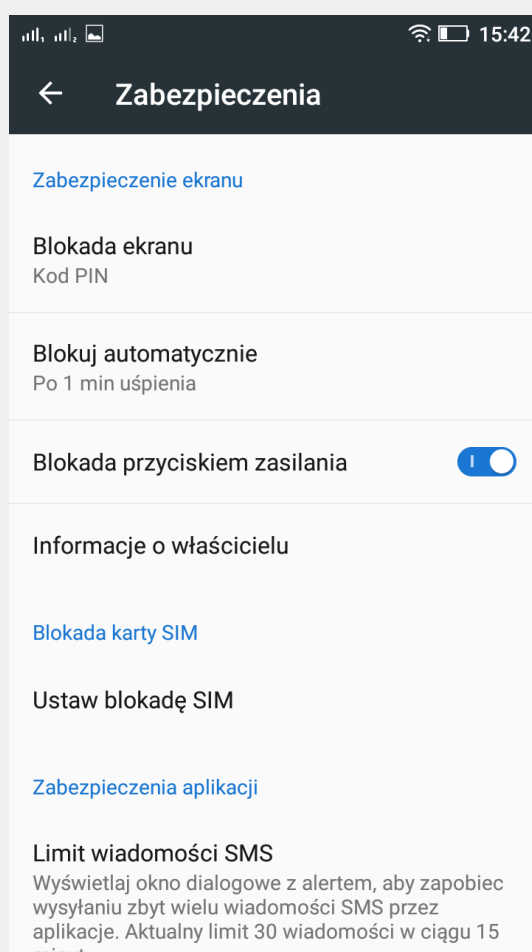 15:42
Zabezpieczenia
Zabezpieczenie ekranu
Blokada ekranu
Kod PIN
Blokuj automatycznie
Po 1 min uśpienia
Blokada przyciskiem zasilania
Informacje o właścicielu
Blokada karty SIM
Ustaw blokadę SIM
Zabezpieczenia aplikacji
Limit wiadomości SMS
Wyświetlaj okno dialogowe z alertem, aby zapobiec
wysyłaniu zbyt wielu wiadomości SMS przez
aplikacje. Aktualny limit 30 wiadomości w ciągu 15